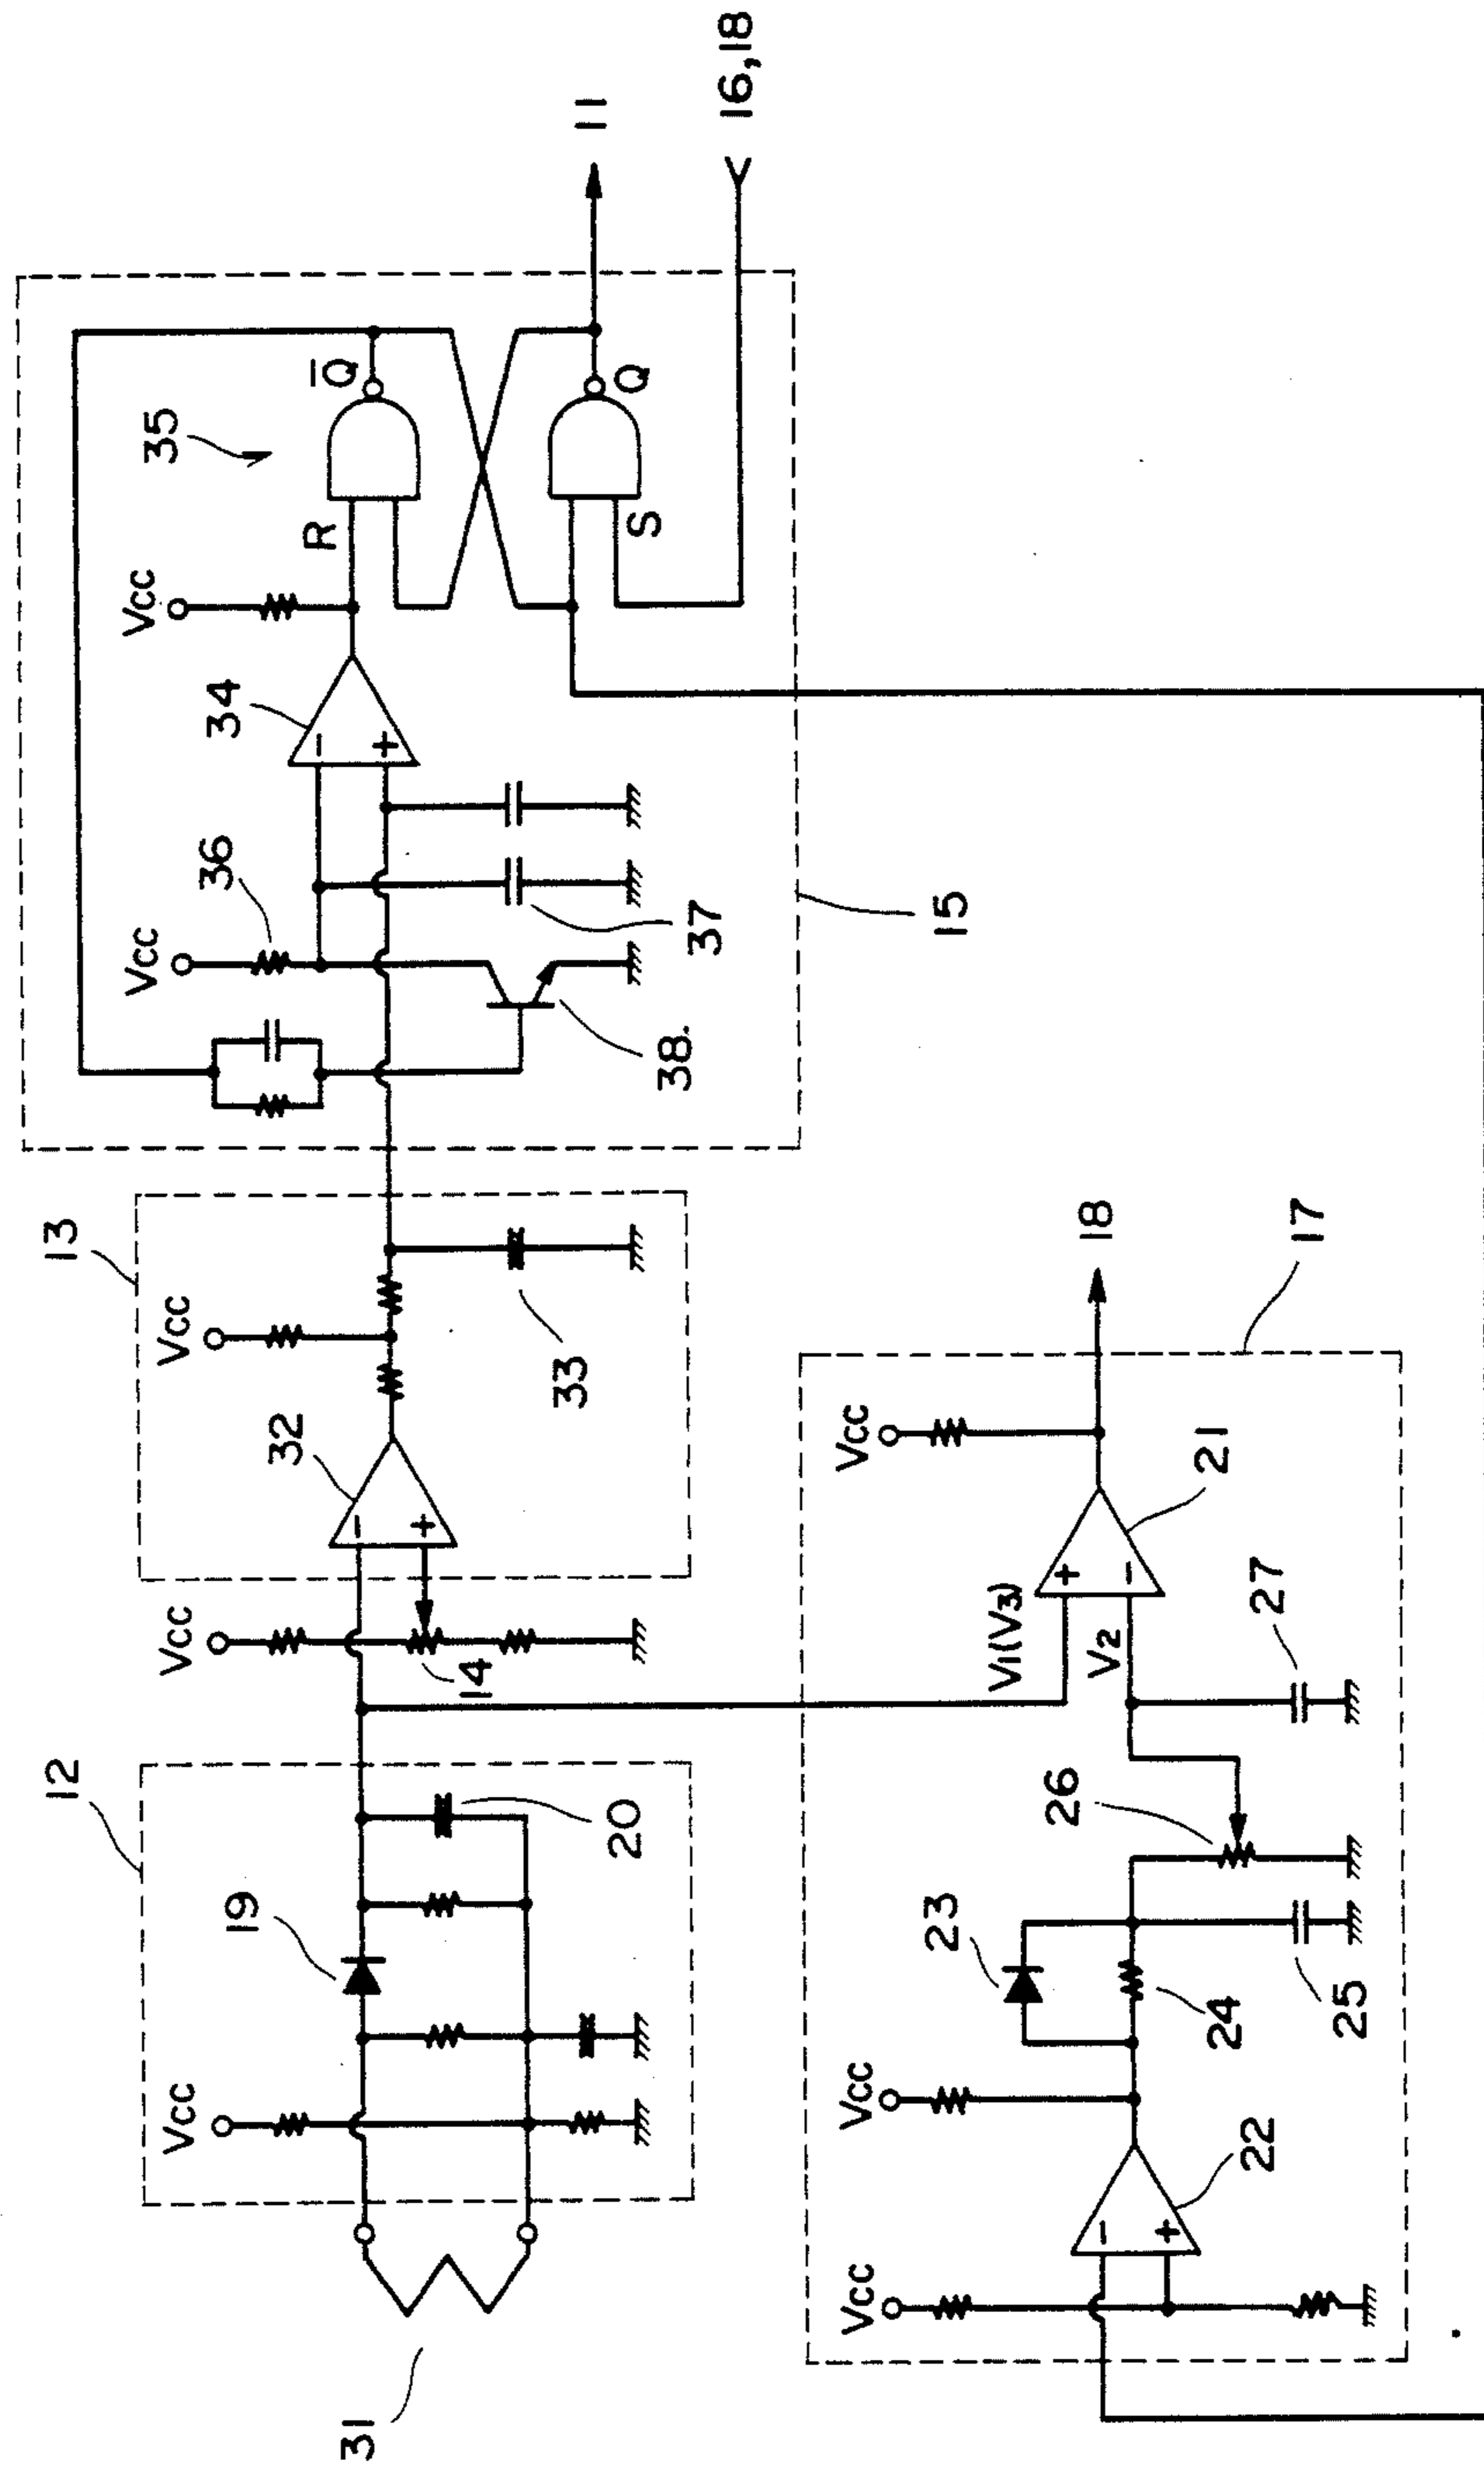 16,18
11
Q̅
Q
35
R
S
Vcc
34
−
+
36
Vcc
37
15
38.
13
Vcc
33
32
−
+
Vcc
14
12
20
19
Vcc
31
18
17
Vcc
21
+
−
V1(V3)
V2
27
26
23
24
25
Vcc
22
−
+
Vcc